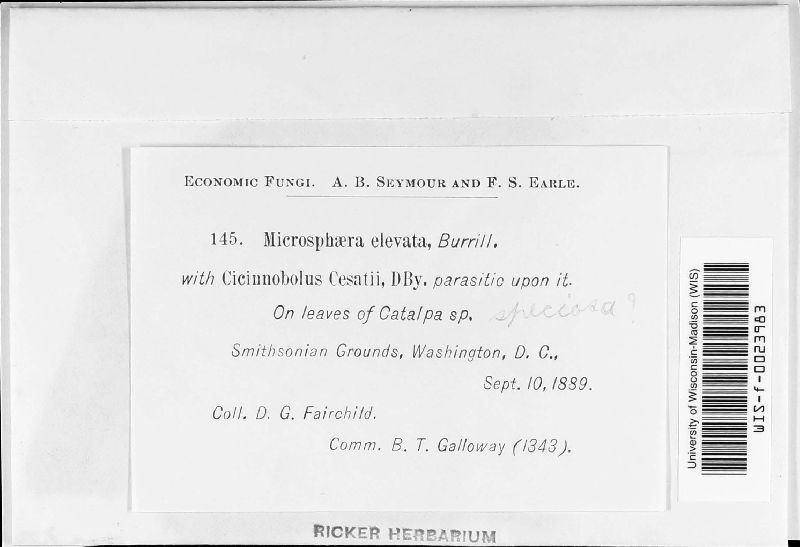 ECONOMIC FUNGI. A. B. SEYMOUR AND F. S. EARLE.
145. Microsphæra elevata, Burrill.
with Cicinnobolus Cesatii, DBy. parasitic upon it.
On leaves of Catalpa sp. speciosa?
Smithsonian Grounds, Washington, D. C.,
Sept. 10, 1889.
Coll. D. G. Fairchild.
Comm. B. T. Galloway (1343).
RICKER HERBARIUM
University of Wisconsin-Madison (WIS)
WIS-f-0023983